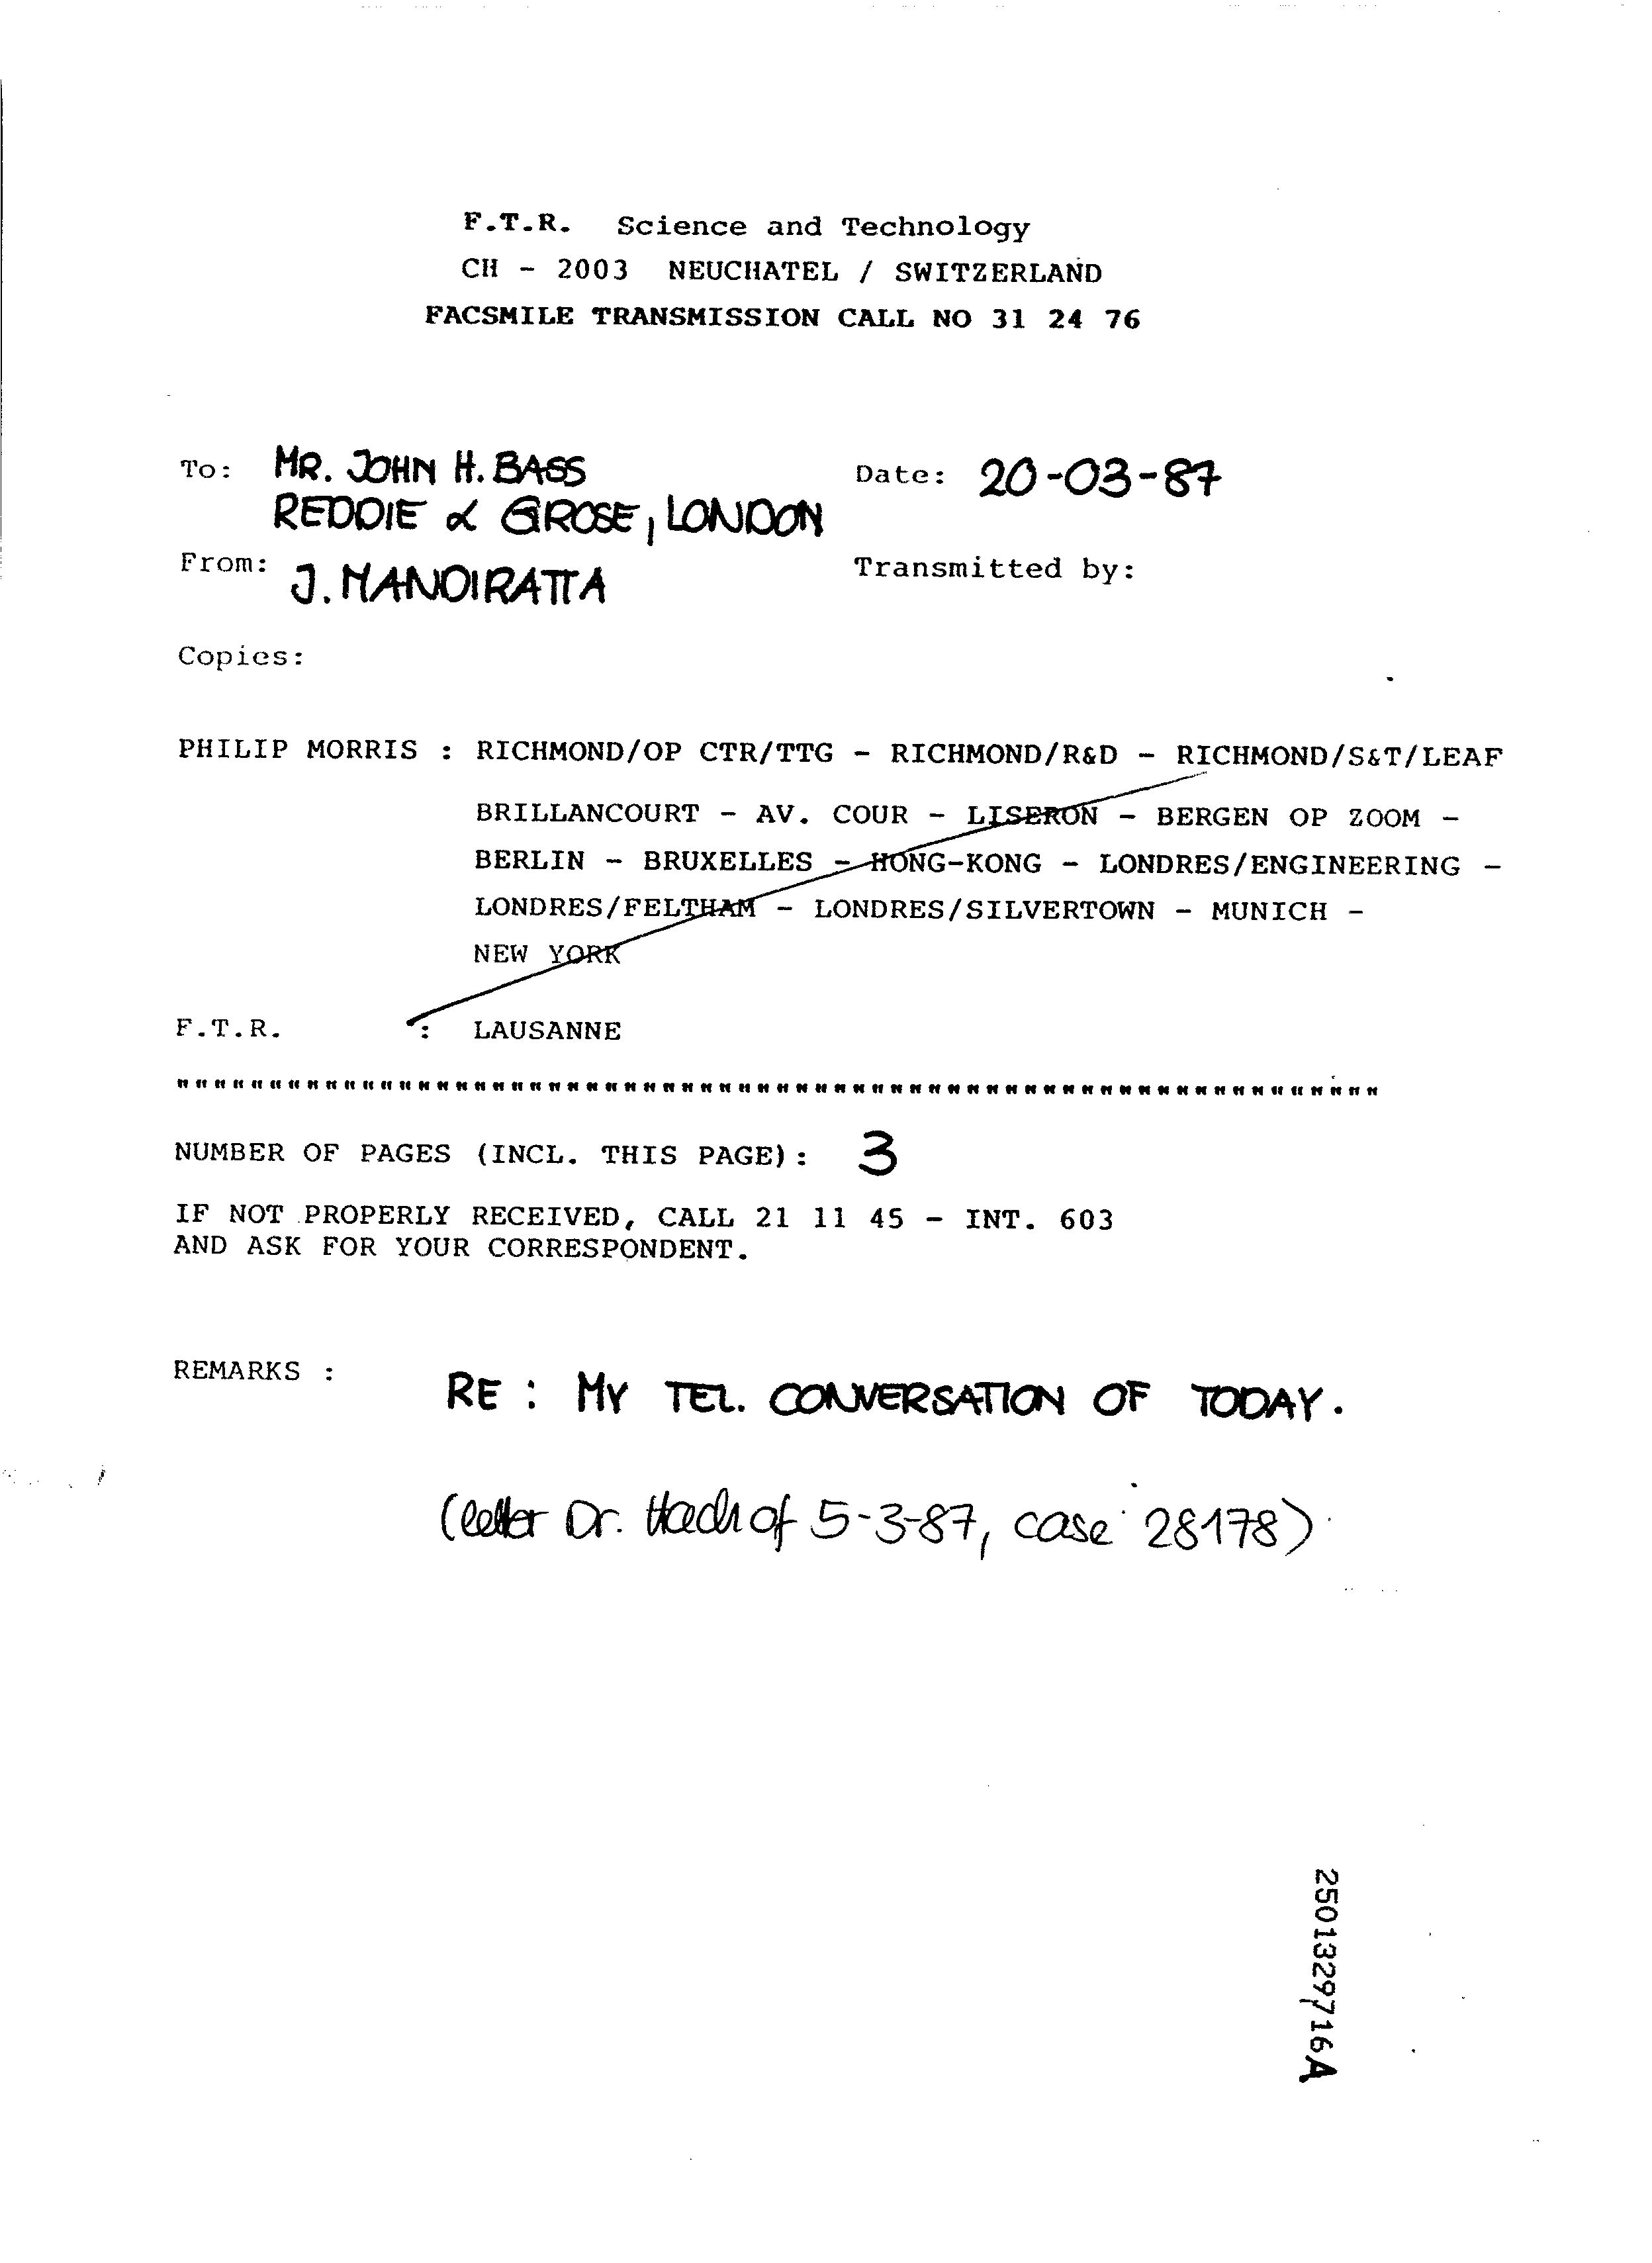 F.T.R. Science and Technology
CH - 2003 NEUCHATEL / SWITZERLAND
FACSMILE TRANSMISSION CALL NO 31 24 76
To: MR. JOHN H. BASS
Date: 20-03-87
REDDIE & GROSE, LONDON
From: J. MANOIRATTA
Transmitted by:
Copies:
PHILIP MORRIS : RICHMOND/OP CTR/TTG - RICHMOND/R&D - RICHMOND/S&T/LEAF
BRILLANCOURT - AV. COUR - LISERON - BERGEN OP ZOOM -
BERLIN - BRUXELLES - HONG-KONG - LONDRES/ENGINEERING -
LONDRES/FELTHAM - LONDRES/SILVERTOWN - MUNICH -
NEW YORK
F.T.R. : LAUSANNE
NUMBER OF PAGES (INCL. THIS PAGE): 3
IF NOT PROPERLY RECEIVED, CALL 21 11 45 - INT. 603
AND ASK FOR YOUR CORRESPONDENT.
REMARKS :
RE : MY TEL. CONVERSATION OF TODAY.
(letter Dr. of 5-3-87, case 28178)
2501329716A